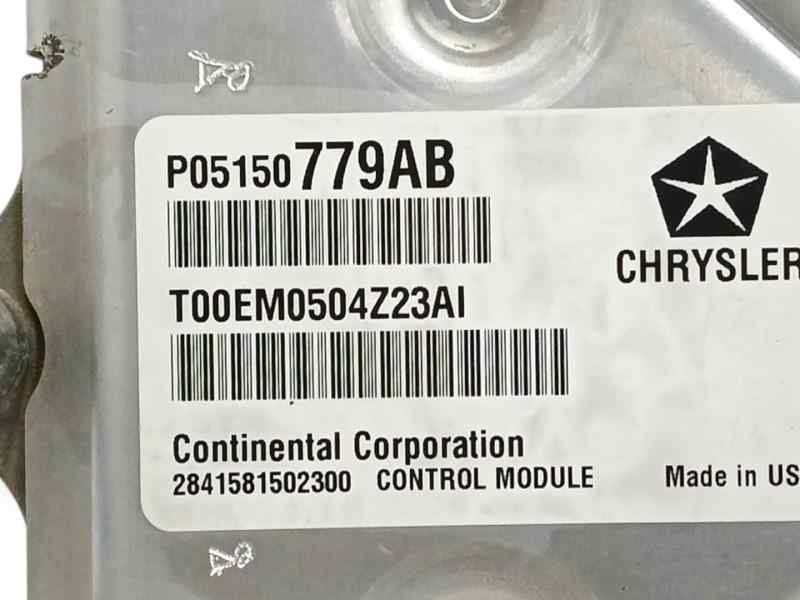 P05150779AB
CHRYSLER
T00EM0504Z23AI
Continental Corporation
2841581502300 CONTROL MODULE
Made in US